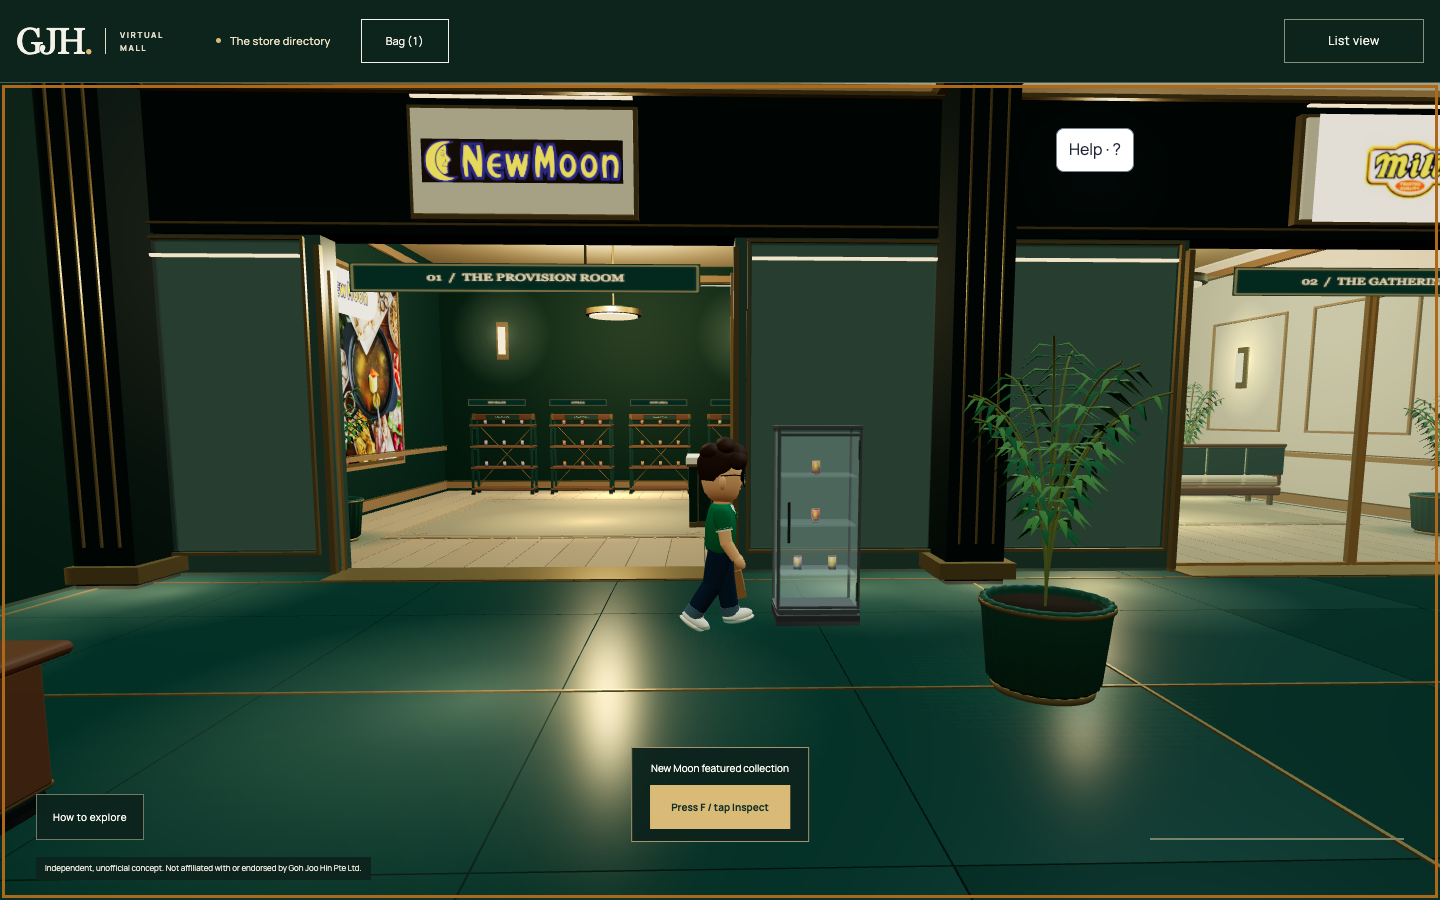 GJH.
VIRTUAL
MALL
The store directory
Bag (1)
List view
NewMoon
Help · ?
01 / THE PROVISION ROOM
02 / THE
New Moon featured collection
Press F / tap Inspect
How to explore
Independent, unofficial concept. Not affiliated with or endorsed by Goh Joo Hin Pte Ltd.